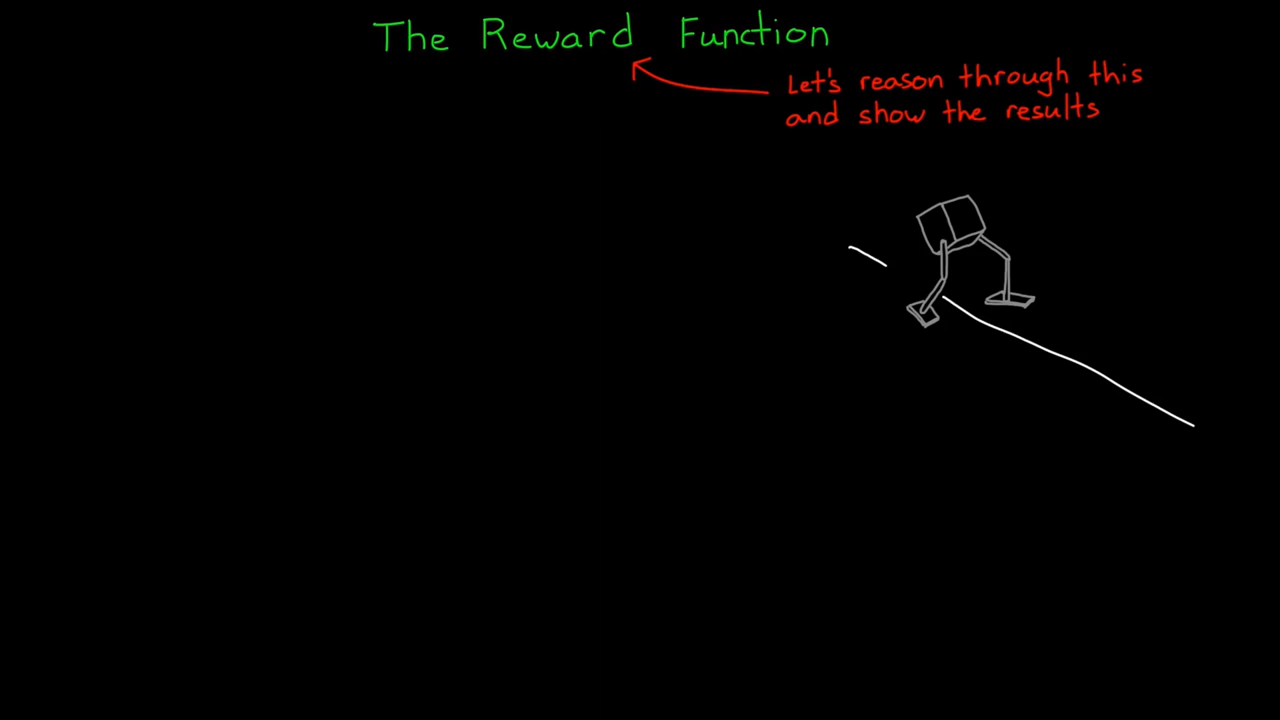 The Reward Function
Let's reason through this
and show the results